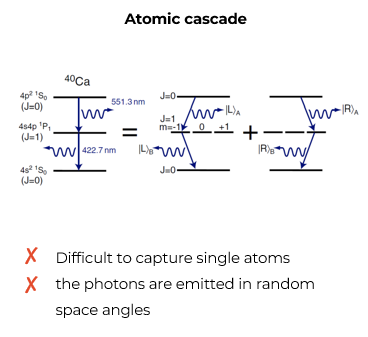 Atomic cascade
⁴⁰Ca
4p² ¹S₀
(J=0)
551.3 nm
4s4p ¹P₁
(J=1)
422.7 nm
4s² ¹S₀
(J=0)
=
J=0
|L⟩A
J=1
m=-1 0 +1
|L⟩B
J=0
+
|R⟩A
|R⟩B
✗ Difficult to capture single atoms
✗ the photons are emitted in random
space angles